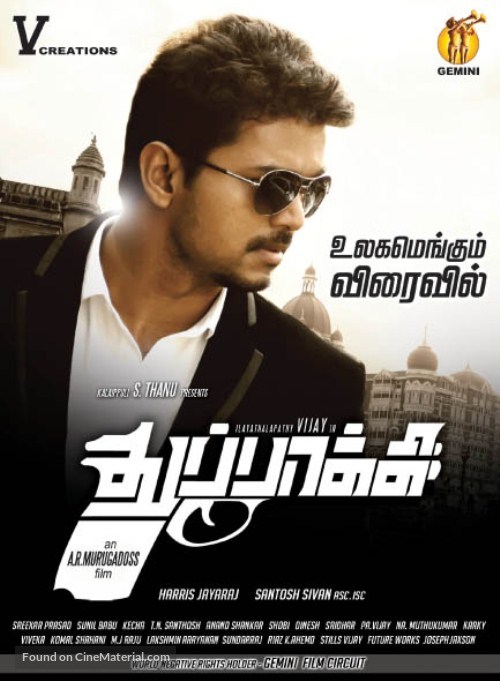 V CREATIONS
GEMINI
உலகமெங்கும்
விரைவில்
KALAIPPULI S. THANU PRESENTS
ILAYATHALAPATHY VIJAY IN
துப்பாக்கி
an
A.R.MURUGADOSS
film
HARRIS JAYARAJ SANTOSH SIVAN ASC. ISC
SREEKAR PRASAD SUNIL BABU KECHA T.N. SANTHOSH ANAND SHANKAR SHOBI DINESH SRIDHAR PA.VIJAY NA. MUTHUKUMAR KARKY
VIVEKA KOMAL SHAHANI M.J RAJU LAKSHMIN ARAYANAN SUNDARRAJ RIAZ K.AHEMD STILLS VIJAY FUTURE WORKS JOSEPH JAXSON
WORLD NEGATIVE RIGHTS HOLDER - GEMINI FILM CIRCUIT
Found on CineMaterial.com